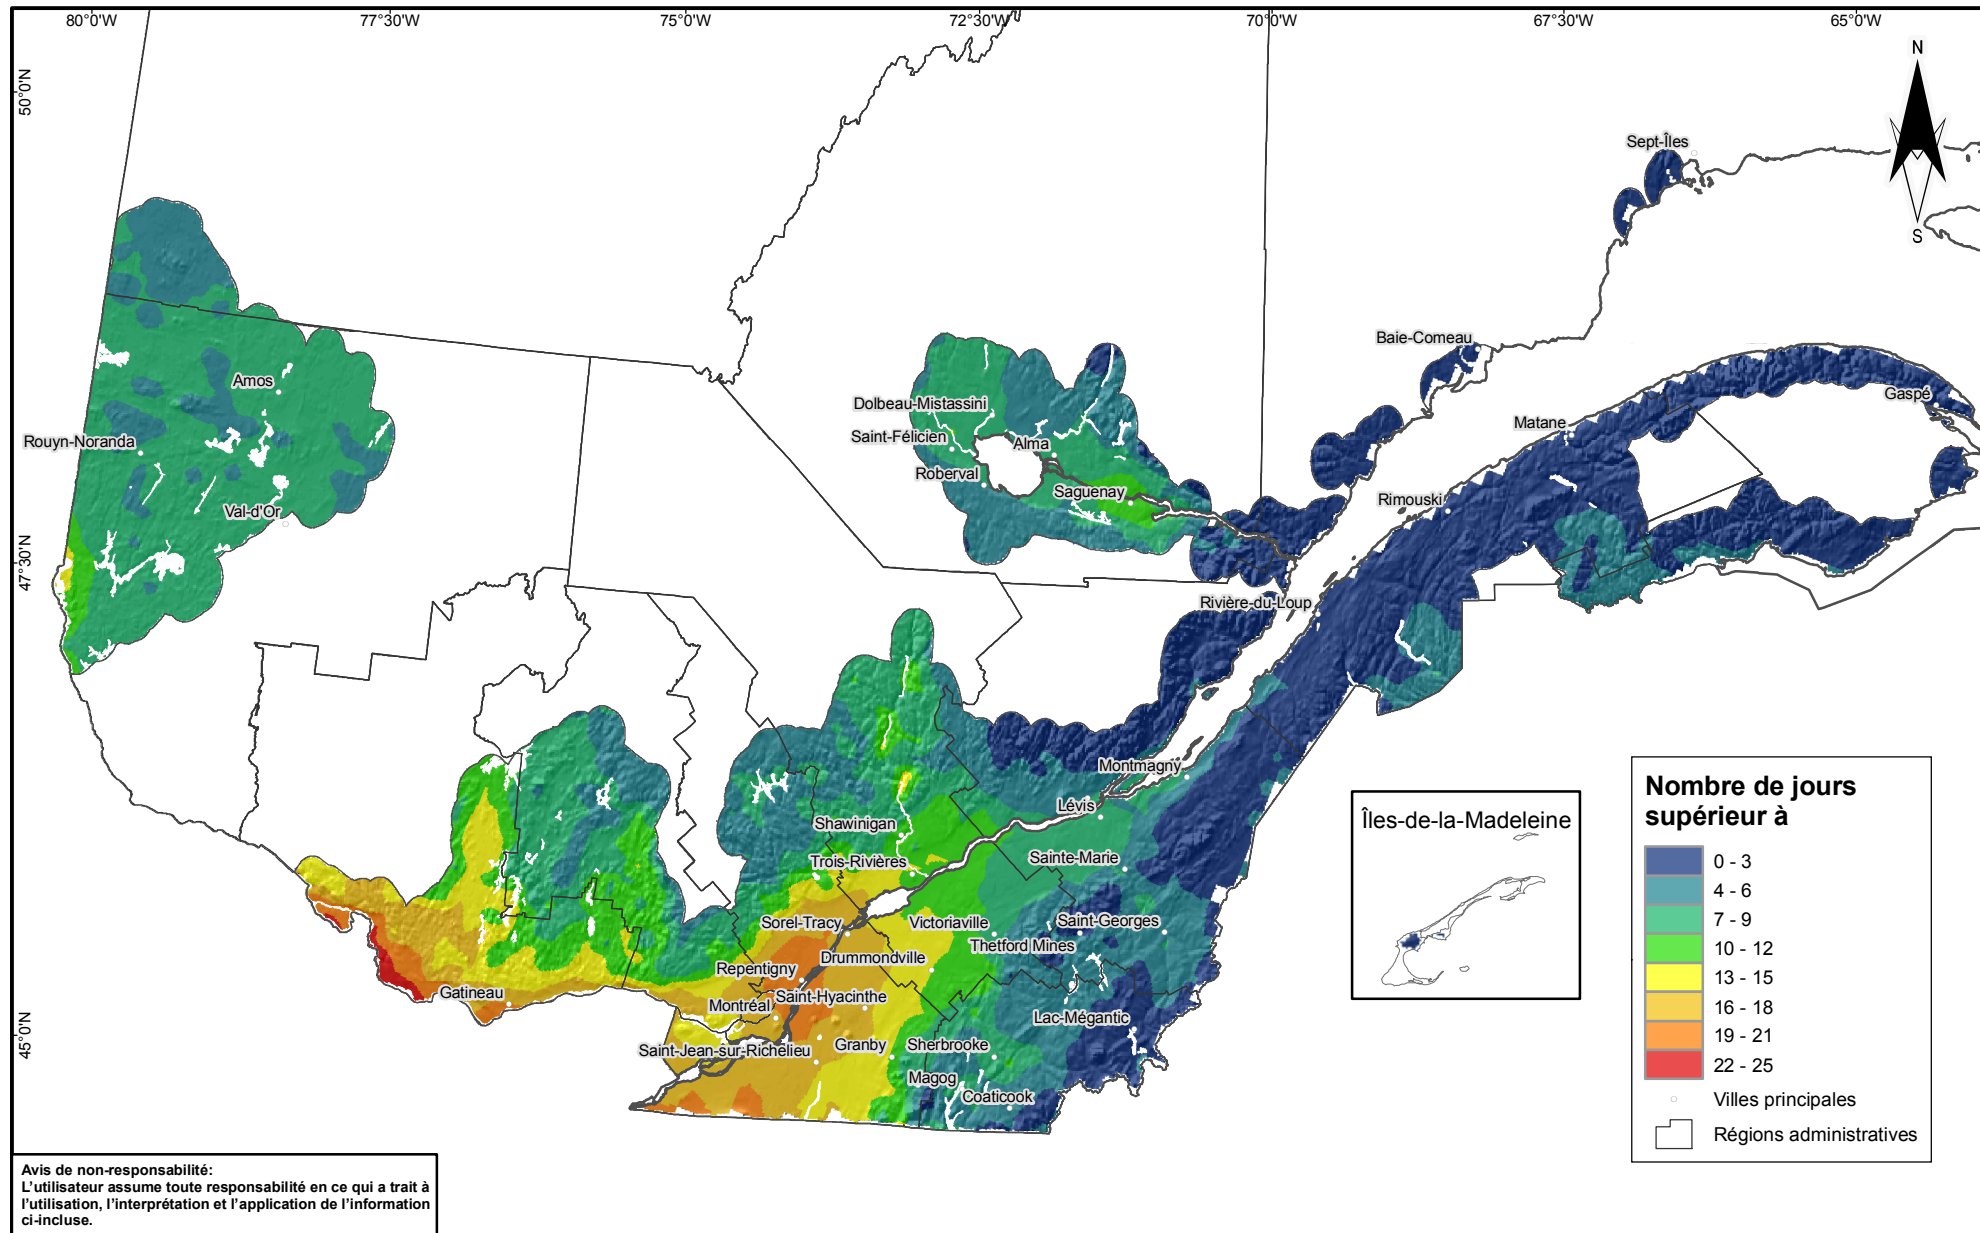 80°0'W
77°30'W
75°0'W
72°30'W
70°0'W
67°30'W
65°0'W
50°0'N
47°30'N
45°0'N
N
S
Sept-Îles
Baie-Comeau
Gaspé
Matane
Rimouski
Amos
Rouyn-Noranda
Val-d'Or
Dolbeau-Mistassini
Saint-Félicien
Alma
Roberval
Saguenay
Rivière-du-Loup
Montmagny
Lévis
Shawinigan
Trois-Rivières
Sainte-Marie
Sorel-Tracy
Victoriaville
Saint-Georges
Thetford Mines
Drummondville
Repentigny
Gatineau
Montréal
Saint-Hyacinthe
Lac-Mégantic
Saint-Jean-sur-Richelieu
Granby
Sherbrooke
Magog
Coaticook
Îles-de-la-Madeleine
Nombre de jours
supérieur à
0 - 3
4 - 6
7 - 9
10 - 12
13 - 15
16 - 18
19 - 21
22 - 25
Villes principales
Régions administratives
Avis de non-responsabilité:
L'utilisateur assume toute responsabilité en ce qui a trait à
l'utilisation, l'interprétation et l'application de l'information
ci-incluse.